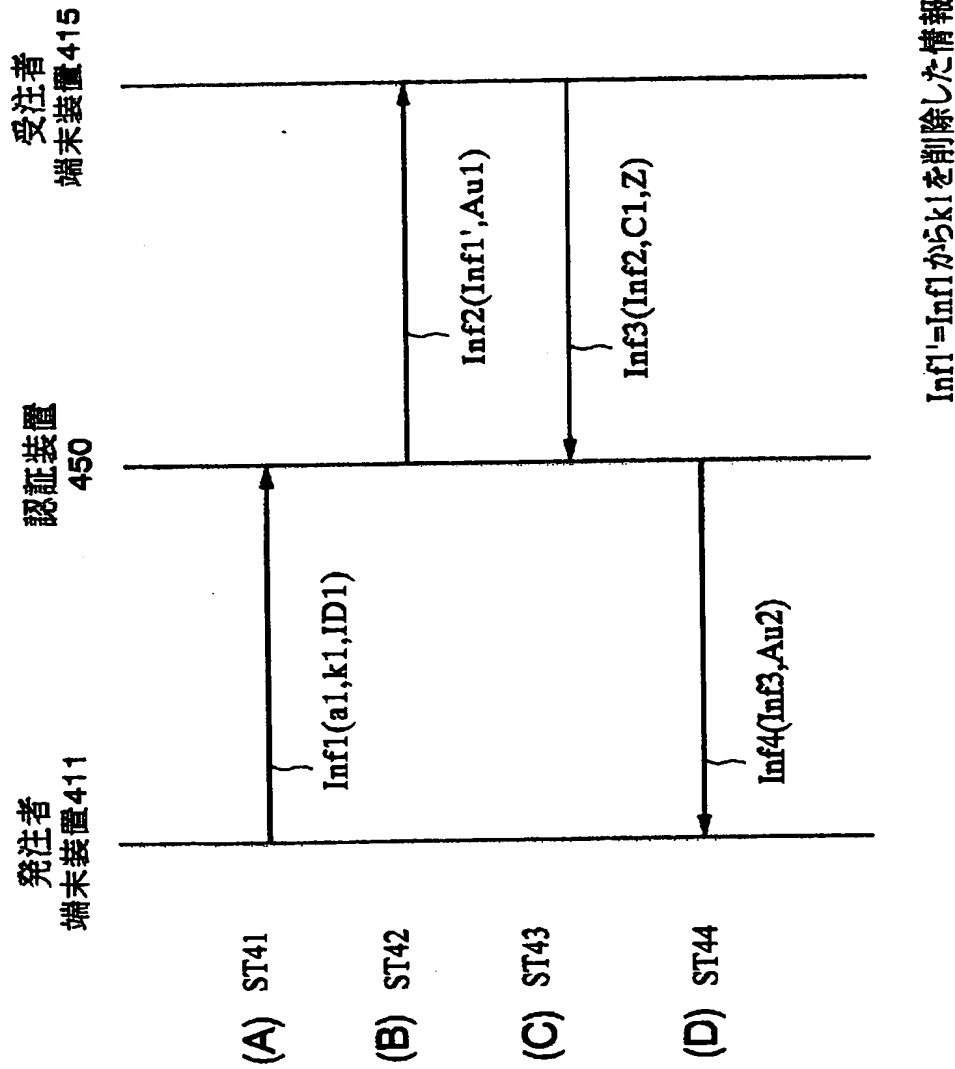 発注者
端末装置411
認証装置
450
受注者
端末装置415
(A) ST41
Inf1(a1,k1,ID1)
(B) ST42
Inf2(Inf1',Au1)
(C) ST43
Inf3(Inf2,C1,Z)
(D) ST44
Inf4(Inf3,Au2)
Inf1'=Inf1からk1を削除した情報